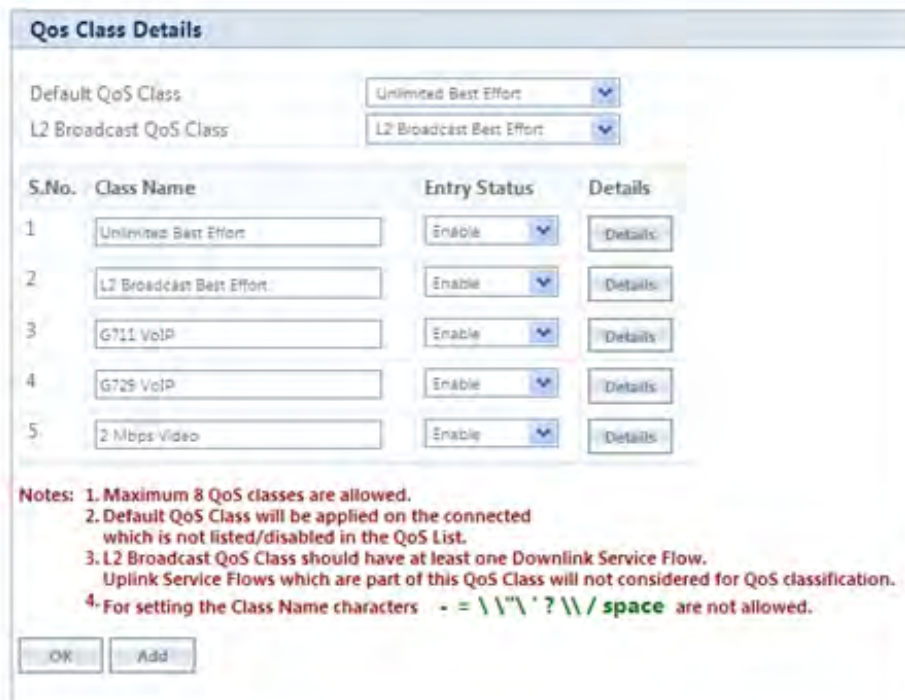 Qos Class Details
Default QoS Class Unlimited Best Effort
L2 Broadcast QoS Class L2 Broadcast Best Effort
S.No. Class Name Entry Status Details
1 Unlimited Best Effort Enable Details
2 L2 Broadcast Best Effort Enable Details
3 G711 VoIP Enable Details
4 G729 VoIP Enable Details
5 2 Mbps Video Enable Details
Notes: 1. Maximum 8 QoS classes are allowed.
2. Default QoS Class will be applied on the connected
which is not listed/disabled in the QoS List.
3. L2 Broadcast QoS Class should have at least one Downlink Service Flow.
Uplink Service Flows which are part of this QoS Class will not considered for QoS classification.
4. For setting the Class Name characters - = \ \"\ ' ? \\ / space are not allowed.
OK Add